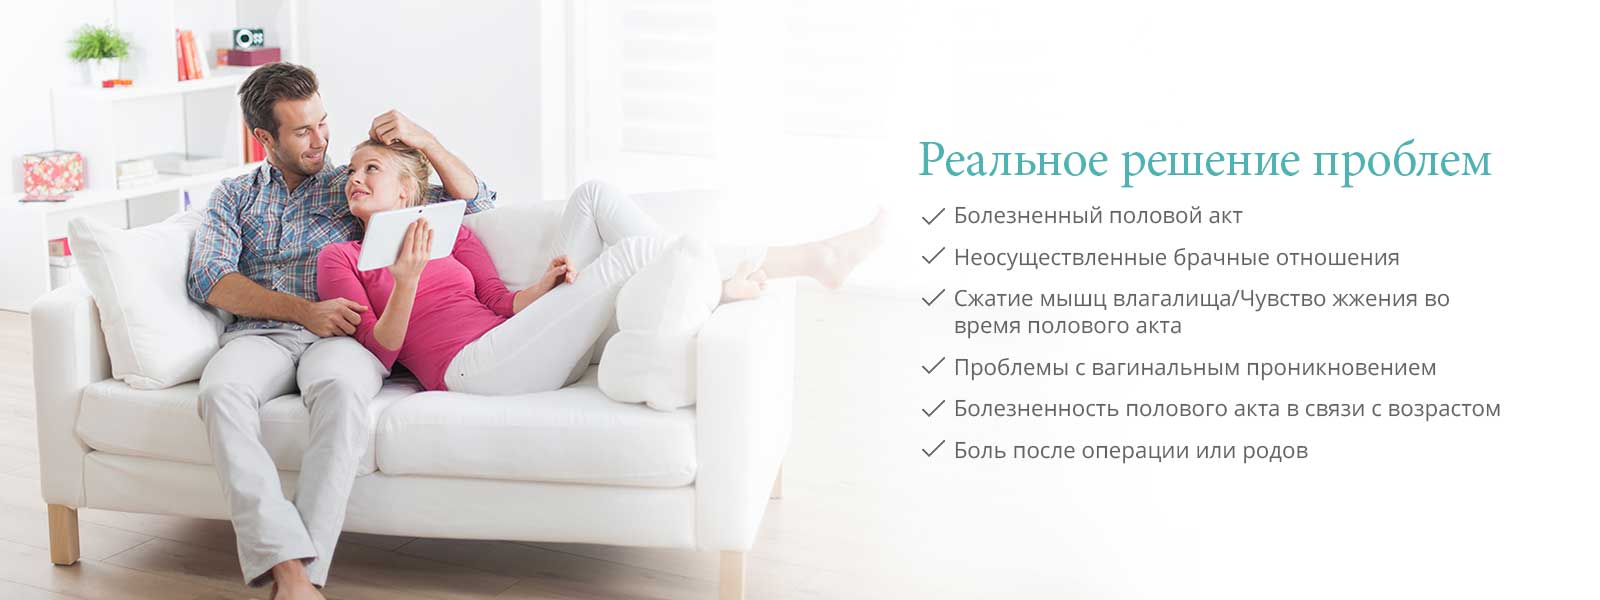 Реальное решение проблем
Болезненный половой акт
Неосуществленные брачные отношения
Сжатие мышц влагалища/Чувство жжения во
время полового акта
Проблемы с вагинальным проникновением
Болезненность полового акта в связи с возрастом
Боль после операции или родов